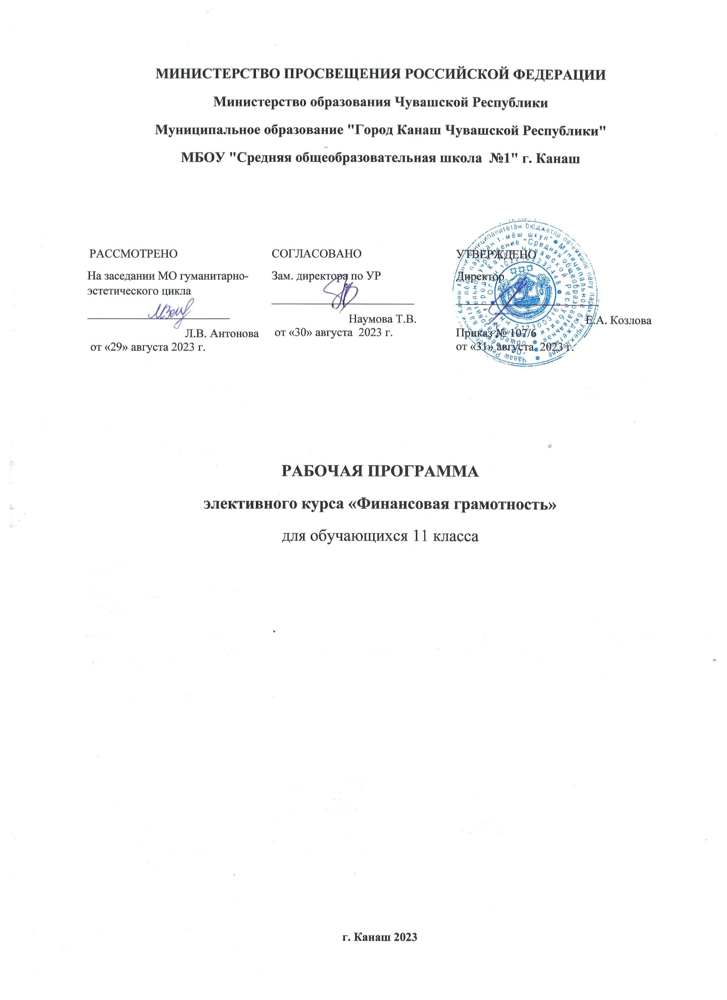 МИНИСТЕРСТВО ПРОСВЕЩЕНИЯ РОССИЙСКОЙ ФЕДЕРАЦИИ
Министерство образования Чувашской Республики
Муниципальное образование "Город Канаш Чувашской Республики"
МБОУ "Средняя общеобразовательная школа №1" г. Канаш
РАССМОТРЕНО
На заседании МО гуманитарно-
эстетического цикла
Л.В. Антонова
от «29» августа 2023 г.
СОГЛАСОВАНО
Зам. директора по УР
Наумова Т.В.
от «30» августа 2023 г.
УТВЕРЖДЕНО
Директор
Е.А. Козлова
Приказ № 107/6
от «31» августа 2023 г.
РАБОЧАЯ ПРОГРАММА
элективного курса «Финансовая грамотность»
для обучающихся 11 класса
г. Канаш 2023